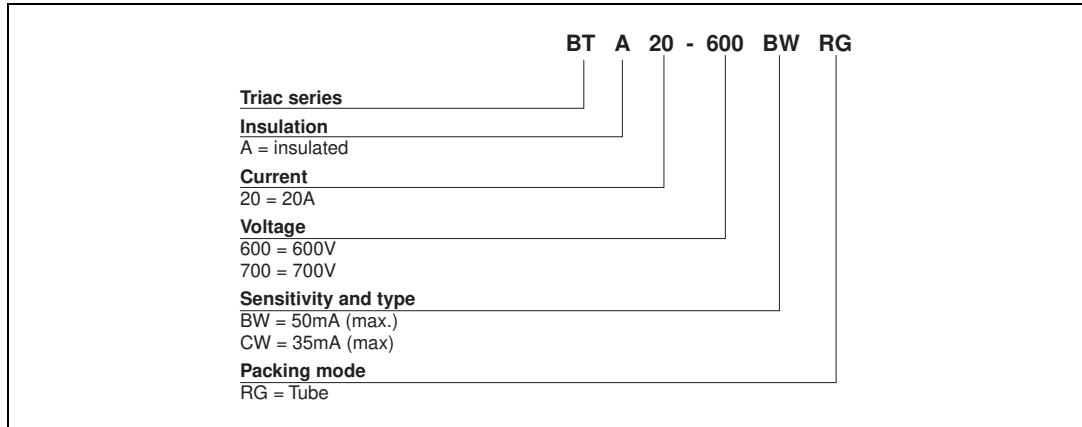 BT A 20 - 600 BW RG
Triac series
Insulation
A = insulated
Current
20 = 20A
Voltage
600 = 600V
700 = 700V
Sensitivity and type
BW = 50mA (max.)
CW = 35mA (max)
Packing mode
RG = Tube